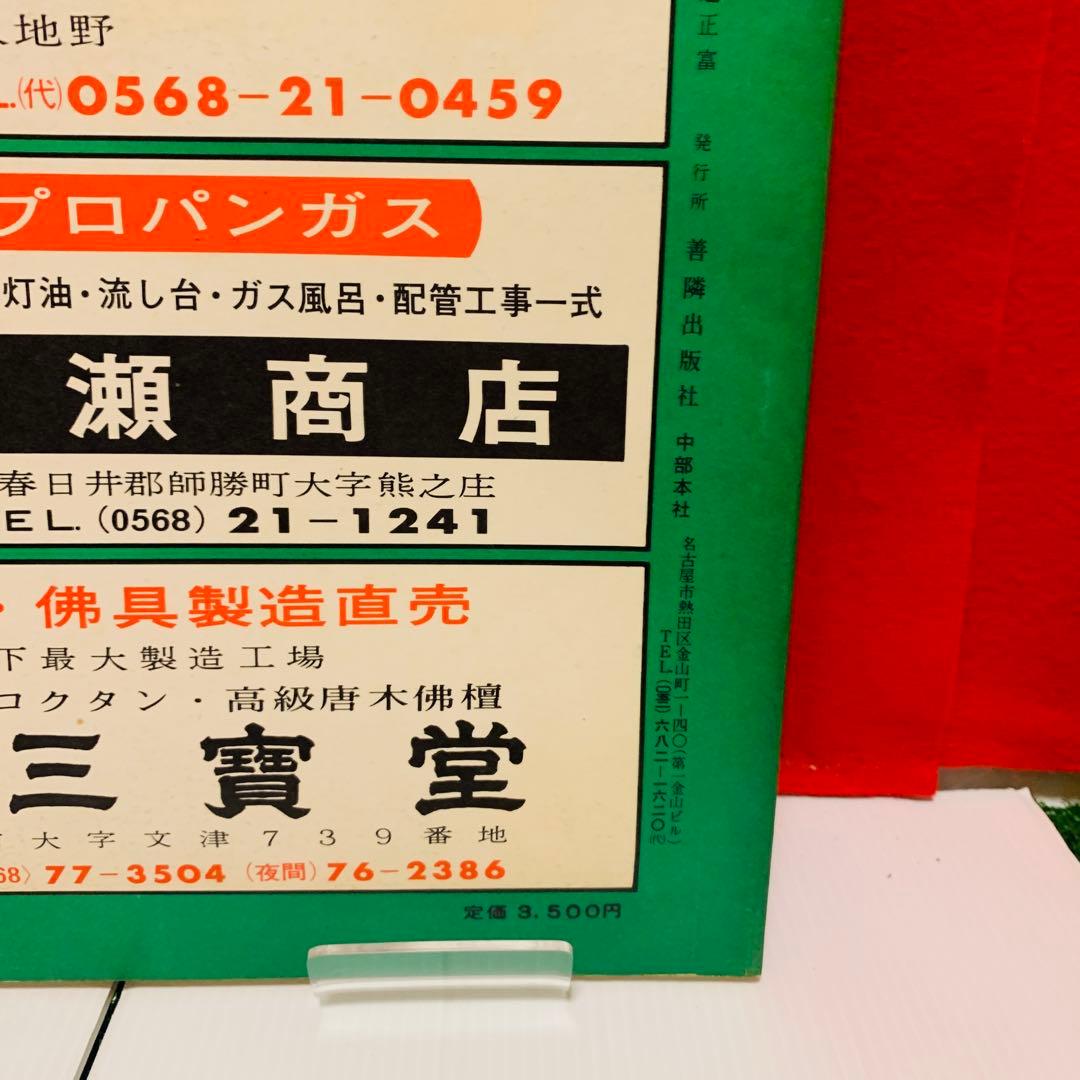 地野
(代)0568-21-0459
プロパンガス
灯油・流し台・ガス風呂・配管工事一式
瀬商店
春日井郡師勝町大字熊之庄
EL.(0568) 21-1241
・佛具製造直売
下最大製造工場
コクタン・高級唐木佛檀
三寶堂
大字文津739番地
68) 77-3504 (夜間) 76-2386
定価 3,500円
正富
発行所 善隣出版社 中部本社
名古屋市熱田区金山町一ー四〇(第一金山ビル)
TEL.(〇五二)六八二ー一六二〇(代)